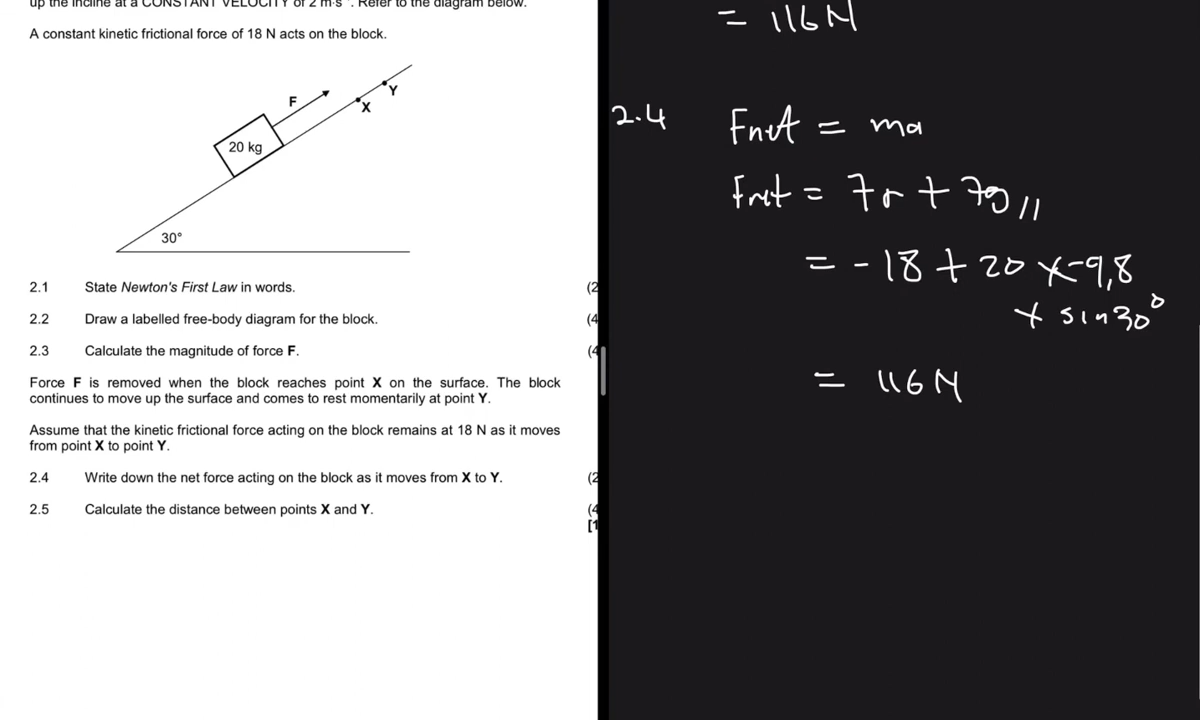 up the incline at a CONSTANT VELOCITY of 2 m·s⁻¹. Refer to the diagram below.
A constant kinetic frictional force of 18 N acts on the block.
F
X
Y
20 kg
30°
2.1 State Newton's First Law in words. (2
2.2 Draw a labelled free-body diagram for the block. (4
2.3 Calculate the magnitude of force F. (4
Force F is removed when the block reaches point X on the surface. The block
continues to move up the surface and comes to rest momentarily at point Y.
Assume that the kinetic frictional force acting on the block remains at 18 N as it moves
from point X to point Y.
2.4 Write down the net force acting on the block as it moves from X to Y. (2
2.5 Calculate the distance between points X and Y. (4
[1
= 116N
2.4 Fnet = ma
Fnet = Fr + Fg //
= - 18 + 20 x -9,8
x sin30°
= 116N